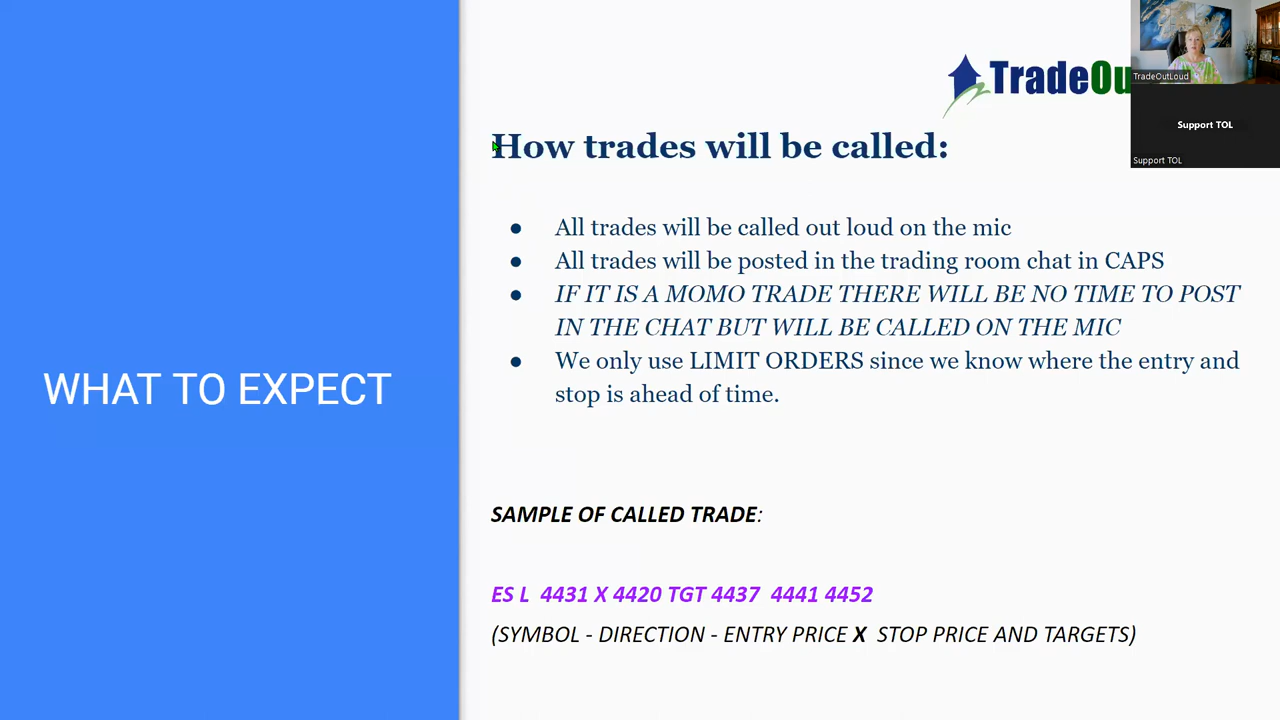 WHAT TO EXPECT
TradeOu
TradeOutLoud
Support TOL
Support TOL
How trades will be called:
● All trades will be called out loud on the mic
● All trades will be posted in the trading room chat in CAPS
● IF IT IS A MOMO TRADE THERE WILL BE NO TIME TO POST
IN THE CHAT BUT WILL BE CALLED ON THE MIC
● We only use LIMIT ORDERS since we know where the entry and
stop is ahead of time.
SAMPLE OF CALLED TRADE:
ES L 4431 X 4420 TGT 4437 4441 4452
(SYMBOL - DIRECTION - ENTRY PRICE X STOP PRICE AND TARGETS)